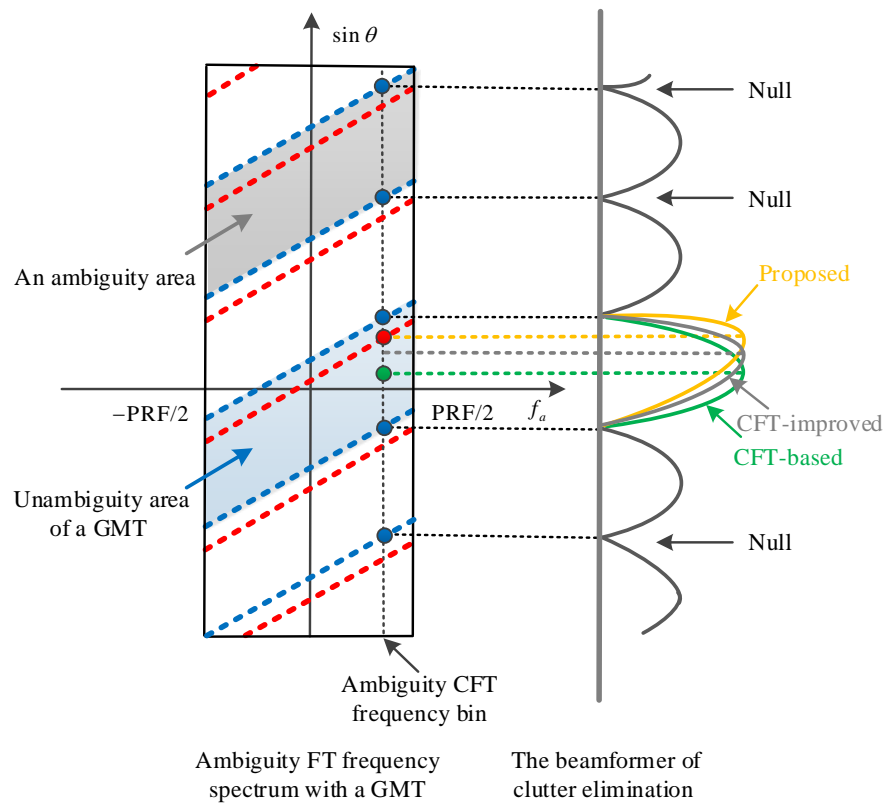 sin θ
Null
Null
An ambiguity area
Proposed
−PRF/2
PRF/2
fa
CFT-improved
CFT-based
Unambiguity area
of a GMT
Null
Ambiguity CFT
frequency bin
Ambiguity FT frequency
spectrum with a GMT
The beamformer of
clutter elimination